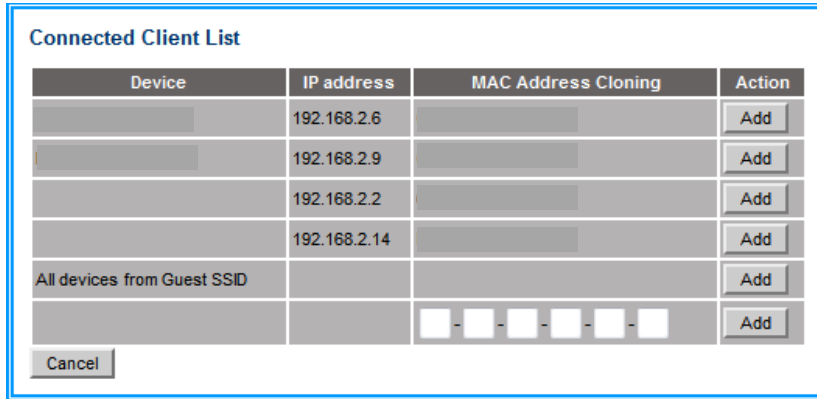 Connected Client List
Device IP address MAC Address Cloning Action
192.168.2.6 Add
192.168.2.9 Add
192.168.2.2 Add
192.168.2.14 Add
All devices from Guest SSID Add
- - - - - Add
Cancel